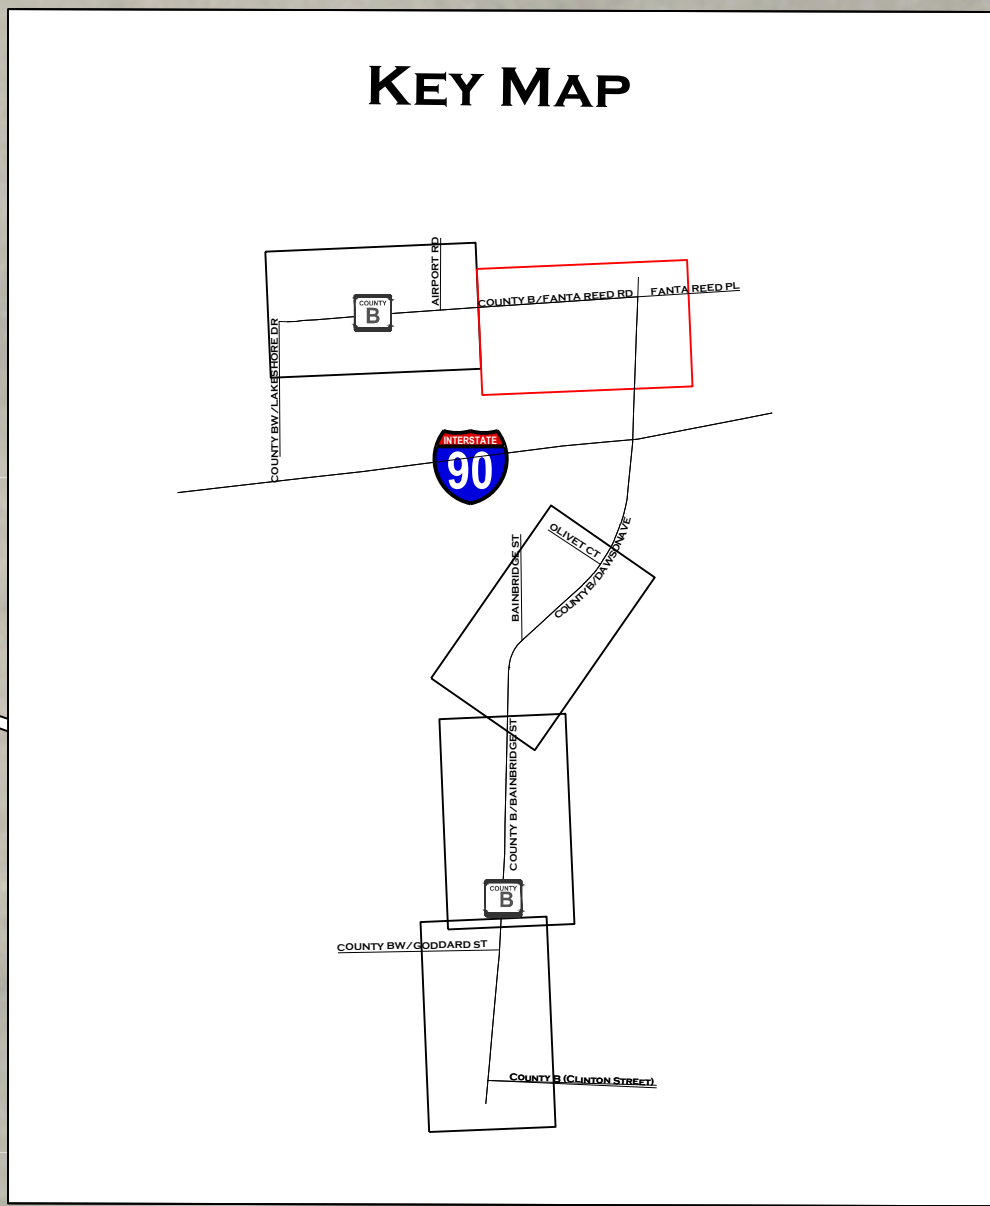 KEY MAP
AIRPORT RD
COUNTY B/FANTA REED RD
FANTA REED PL
COUNTY
B
COUNTY BW/LAKESHORE DR
INTERSTATE
90
OLIVET CT
BAINBRIDGE ST
COUNTY B/DAWSON AVE
COUNTY B/BAINBRIDGE ST
COUNTY
B
COUNTY BW/GODDARD ST
COUNTY B (CLINTON STREET)